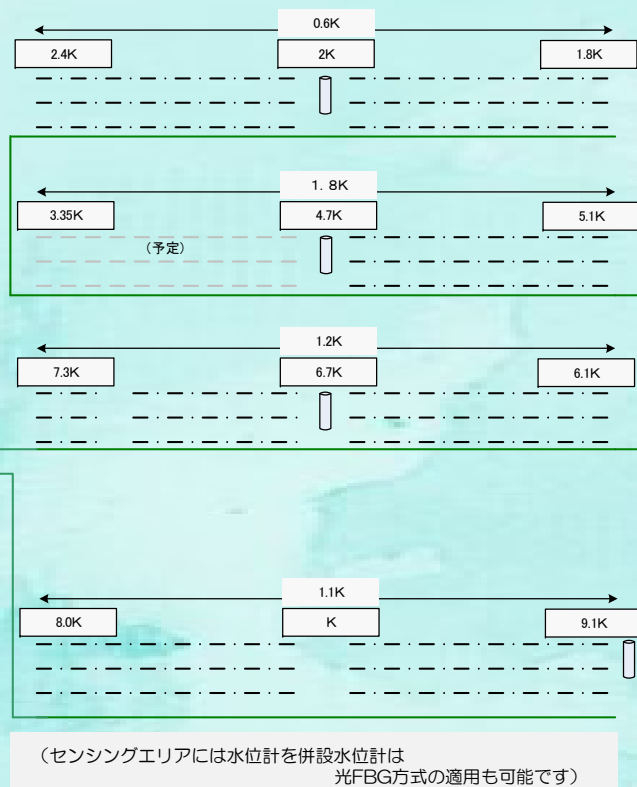 0.6K
2.4K 2K 1.8K
1.8K
3.35K 4.7K 5.1K
(予定)
1.2K
7.3K 6.7K 6.1K
1.1K
8.0K K 9.1K
(センシングエリアには水位計を併設水位計は
光FBG方式の適用も可能です)